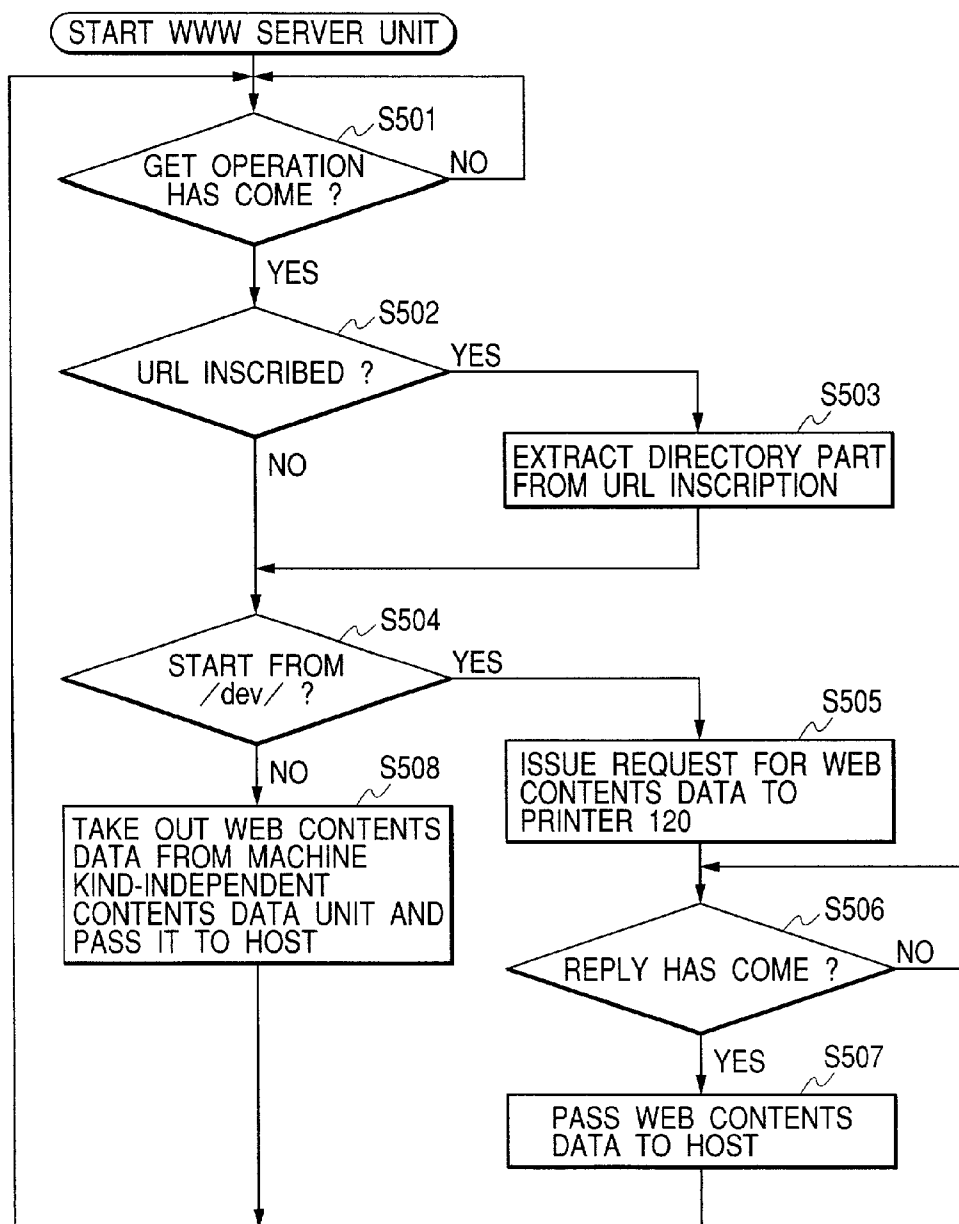 START WWW SERVER UNIT
S501
GET OPERATION
HAS COME ?
NO
YES
S502
URL INSCRIBED ?
YES
NO
S503
EXTRACT DIRECTORY PART
FROM URL INSCRIPTION
S504
START FROM
/dev/ ?
YES
NO
S505
ISSUE REQUEST FOR WEB
CONTENTS DATA TO
PRINTER 120
S508
TAKE OUT WEB CONTENTS
DATA FROM MACHINE
KIND-INDEPENDENT
CONTENTS DATA UNIT AND
PASS IT TO HOST
S506
REPLY HAS COME ?
NO
YES
S507
PASS WEB CONTENTS
DATA TO HOST